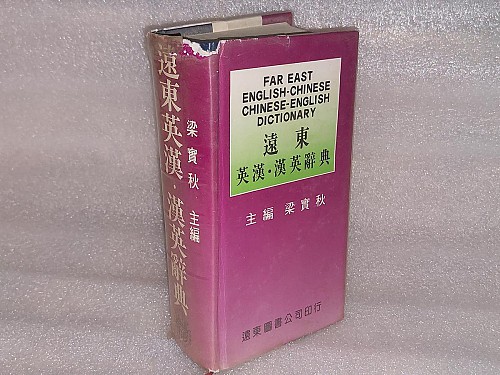 FAR EAST
ENGLISH-CHINESE
CHINESE-ENGLISH
DICTIONARY
遠東
英漢·漢英辭典
主編 梁實秋
遠東圖書公司印行
遠東英漢·漢英辭典
梁實秋 主編